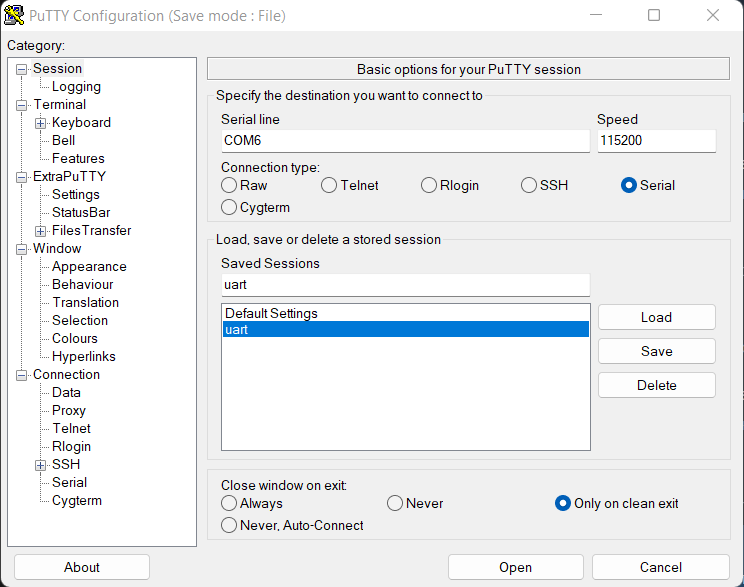 PuTTY Configuration (Save mode : File)
Category:
Session
Logging
Terminal
Keyboard
Bell
Features
ExtraPuTTY
Settings
StatusBar
FilesTransfer
Window
Appearance
Behaviour
Translation
Selection
Colours
Hyperlinks
Connection
Data
Proxy
Telnet
Rlogin
SSH
Serial
Cygterm
Basic options for your PuTTY session
Specify the destination you want to connect to
Serial line Speed
COM6 115200
Connection type:
Raw Telnet Rlogin SSH Serial
Cygterm
Load, save or delete a stored session
Saved Sessions
uart
Default Settings
uart
Load
Save
Delete
Close window on exit:
Always Never Only on clean exit
Never, Auto-Connect
About Open Cancel